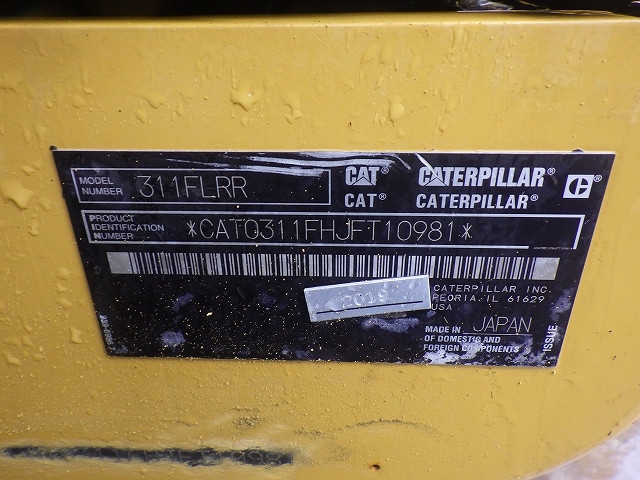 MODEL NUMBER 311FLRR
CAT® CATERPILLAR®
CAT® CATERPILLAR®
PRODUCT IDENTIFICATION NUMBER *CAT0311FHJFT10981*
CATERPILLAR INC.
PEORIA, IL 61629
USA
MADE IN JAPAN
OF DOMESTIC AND
FOREIGN COMPONENTS
ISSUE